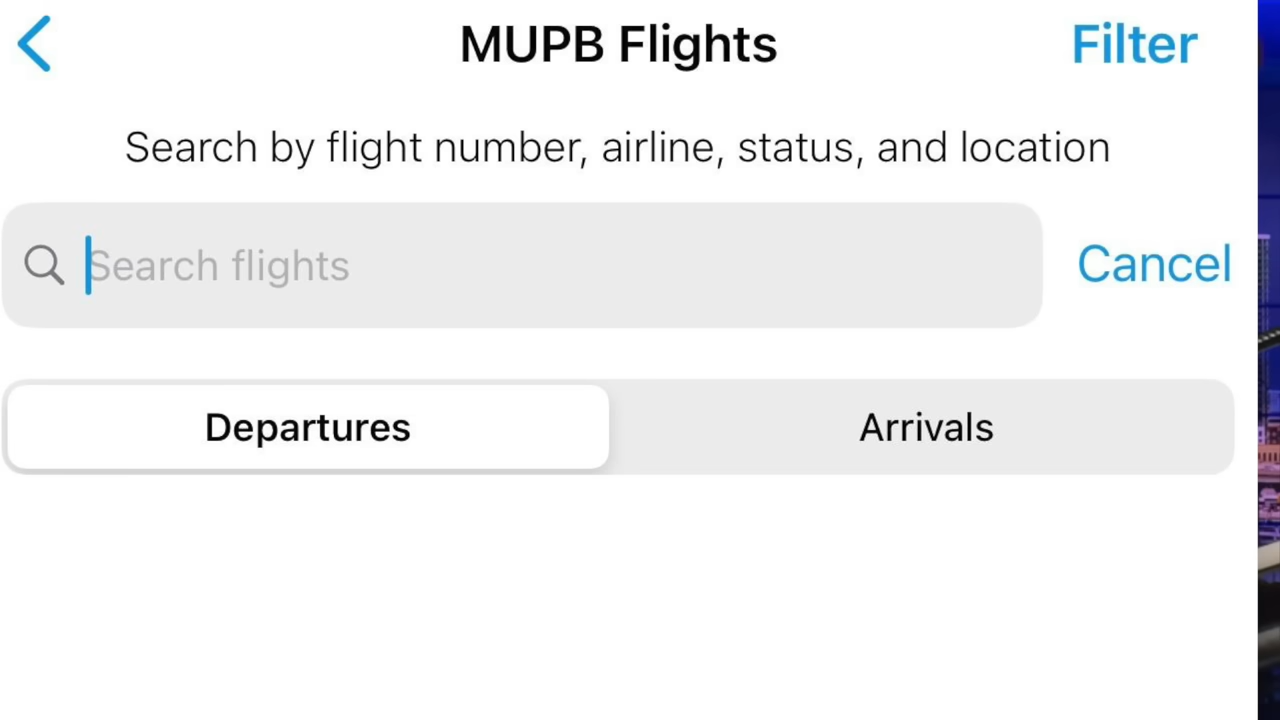 MUPB Flights
Filter
Search by flight number, airline, status, and location
Search flights
Cancel
Departures
Arrivals